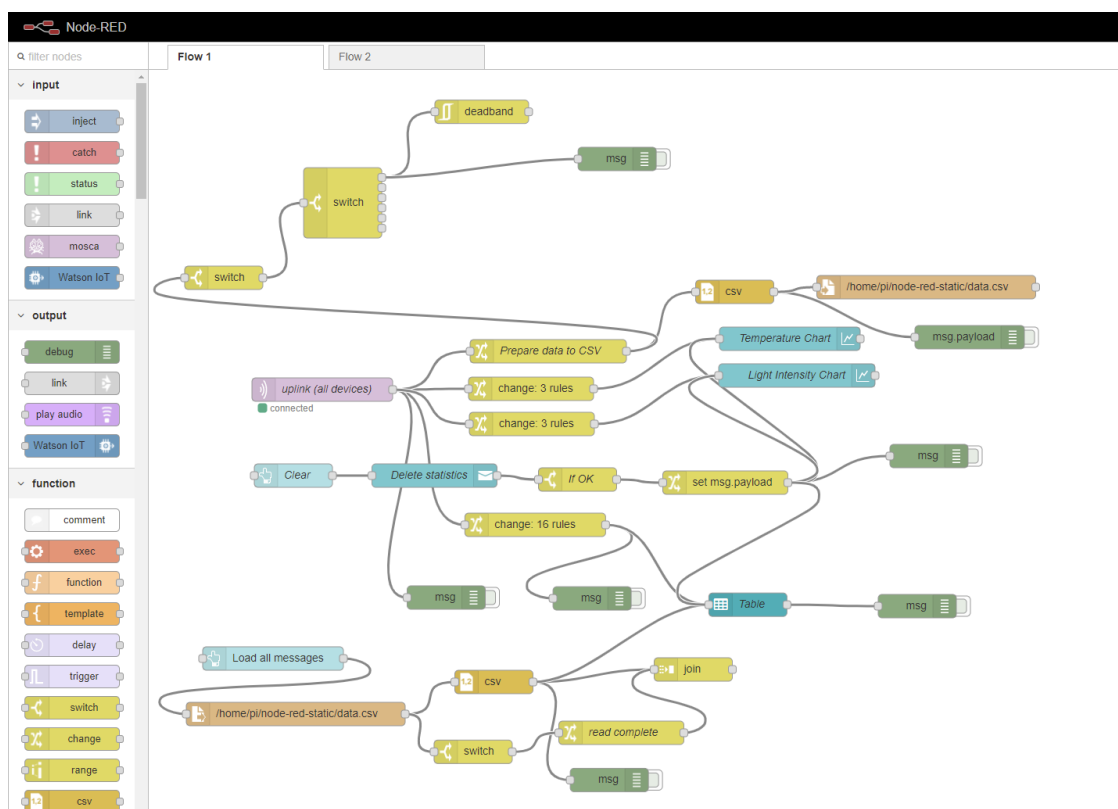 Node-RED
filter nodes
Flow 1
Flow 2
input
inject
catch
status
link
mosca
Watson IoT
output
debug
link
play audio
Watson IoT
function
comment
exec
function
template
delay
trigger
switch
change
range
csv
deadband
msg
switch
switch
csv
/home/pi/node-red-static/data.csv
msg.payload
Prepare data to CSV
Temperature Chart
uplink (all devices)
connected
change: 3 rules
Light Intensity Chart
change: 3 rules
msg
Clear
Delete statistics
If OK
set msg.payload
change: 16 rules
msg
msg
Table
msg
Load all messages
csv
join
/home/pi/node-red-static/data.csv
switch
read complete
msg